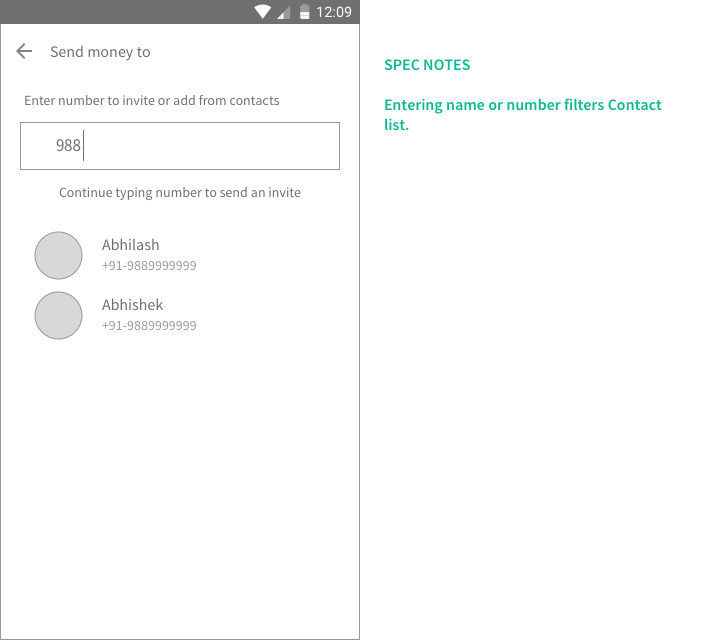 12:09
Send money to
Enter number to invite or add from contacts
988
Continue typing number to send an invite
Abhilash
+91-9889999999
Abhishek
+91-9889999999
SPEC NOTES
Entering name or number filters Contact
list.